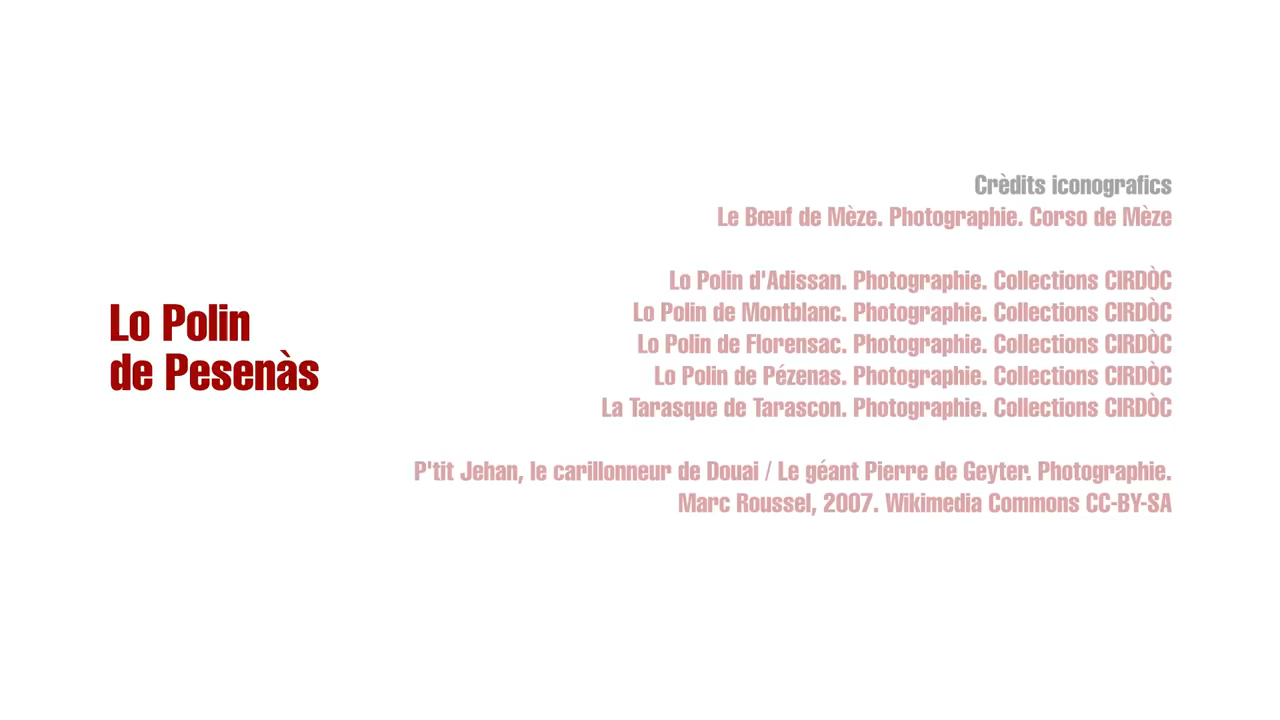 Lo Polin
de Pesenàs
Crèdits iconografics
Le Bœuf de Mèze. Photographie. Corso de Mèze
Lo Polin d'Adissan. Photographie. Collections CIRDÒC
Lo Polin de Montblanc. Photographie. Collections CIRDÒC
Lo Polin de Florensac. Photographie. Collections CIRDÒC
Lo Polin de Pézenas. Photographie. Collections CIRDÒC
La Tarasque de Tarascon. Photographie. Collections CIRDÒC
P'tit Jehan, le carillonneur de Douai / Le géant Pierre de Geyter. Photographie.
Marc Roussel, 2007. Wikimedia Commons CC-BY-SA